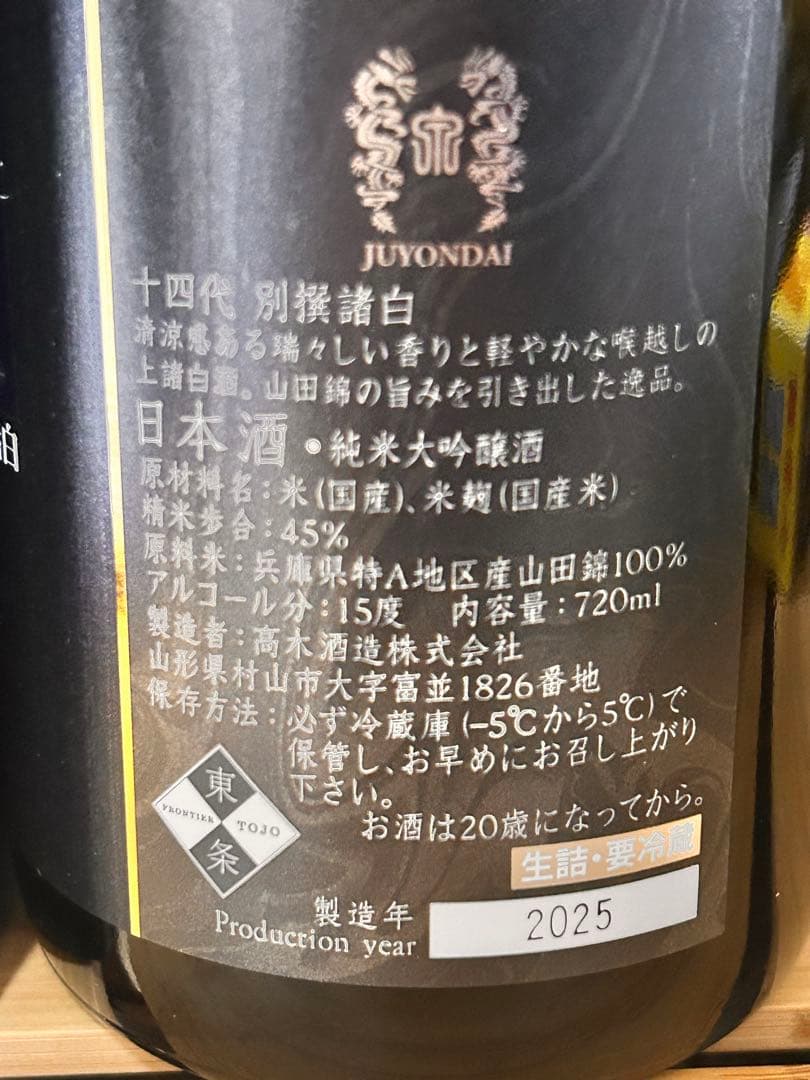 JUYONDAI
十四代 別撰諸白
清涼感ある瑞々しい香りと軽やかな喉越しの
上諸白酒。山田錦の旨みを引き出した逸品。
日本酒・純米大吟醸酒
原材料名:米(国産)、米麹(国産米)
精米歩合:45%
原料米:兵庫県特A地区産山田錦100%
アルコール分:15度 内容量:720ml
製造者:高木酒造株式会社
山形県村山市大字富並1826番地
保存方法:必ず冷蔵庫(−5℃から5℃)で
保管し、お早めにお召し上がり
下さい。
お酒は20歳になってから。
東
FRONTIER TOJO
条
生詰・要冷蔵
製造年
Production year
2025